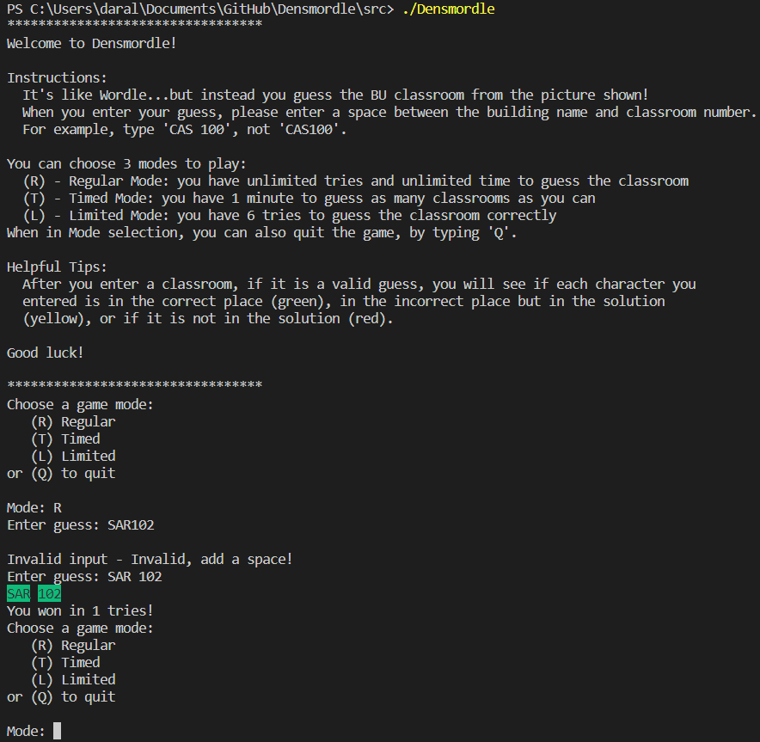 PS C:\Users\daral\Documents\GitHub\Densmordle\src> ./Densmordle
*********************************
Welcome to Densmordle!

Instructions:
  It's like Wordle...but instead you guess the BU classroom from the picture shown!
  When you enter your guess, please enter a space between the building name and classroom number.
  For example, type 'CAS 100', not 'CAS100'.

You can choose 3 modes to play:
  (R) - Regular Mode: you have unlimited tries and unlimited time to guess the classroom
  (T) - Timed Mode: you have 1 minute to guess as many classrooms as you can
  (L) - Limited Mode: you have 6 tries to guess the classroom correctly
When in Mode selection, you can also quit the game, by typing 'Q'.

Helpful Tips:
  After you enter a classroom, if it is a valid guess, you will see if each character you
  entered is in the correct place (green), in the incorrect place but in the solution
  (yellow), or if it is not in the solution (red).

Good luck!

*********************************
Choose a game mode:
   (R) Regular
   (T) Timed
   (L) Limited
or (Q) to quit

Mode: R
Enter guess: SAR102

Invalid input - Invalid, add a space!
Enter guess: SAR 102
SAR 102
You won in 1 tries!
Choose a game mode:
   (R) Regular
   (T) Timed
   (L) Limited
or (Q) to quit

Mode: